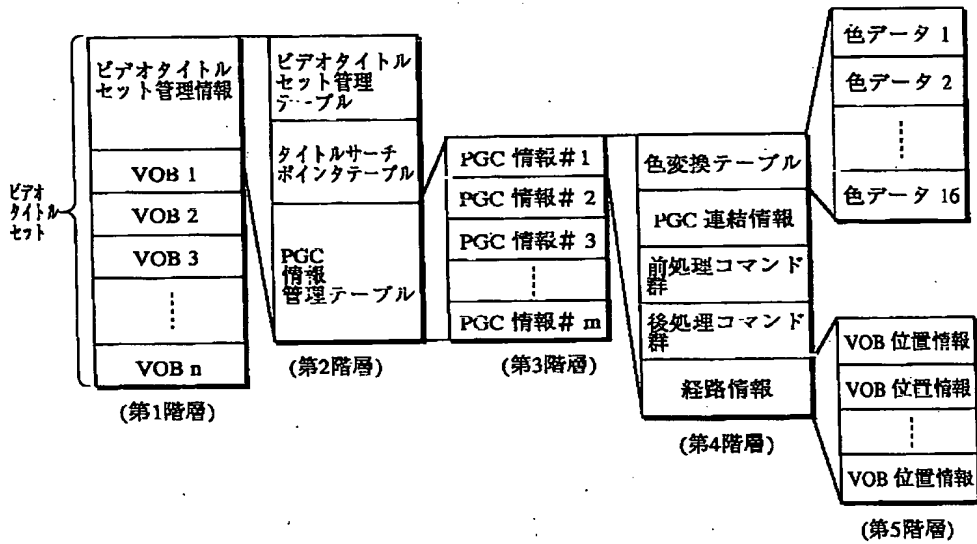 ビデオ
タイトル
セット
ビデオタイトル
セット管理情報
VOB 1
VOB 2
VOB 3
VOB n
(第1階層)
ビデオタイトル
セット管理
テーブル
タイトルサーチ
ポインタテーブル
PGC
情報
管理テーブル
(第2階層)
PGC 情報# 1
PGC 情報# 2
PGC 情報# 3
PGC 情報# m
(第3階層)
色変換テーブル
PGC 連結情報
前処理コマンド
群
後処理コマンド
群
経路情報
(第4階層)
色データ 1
色データ 2
色データ 16
VOB 位置情報
VOB 位置情報
VOB 位置情報
(第5階層)